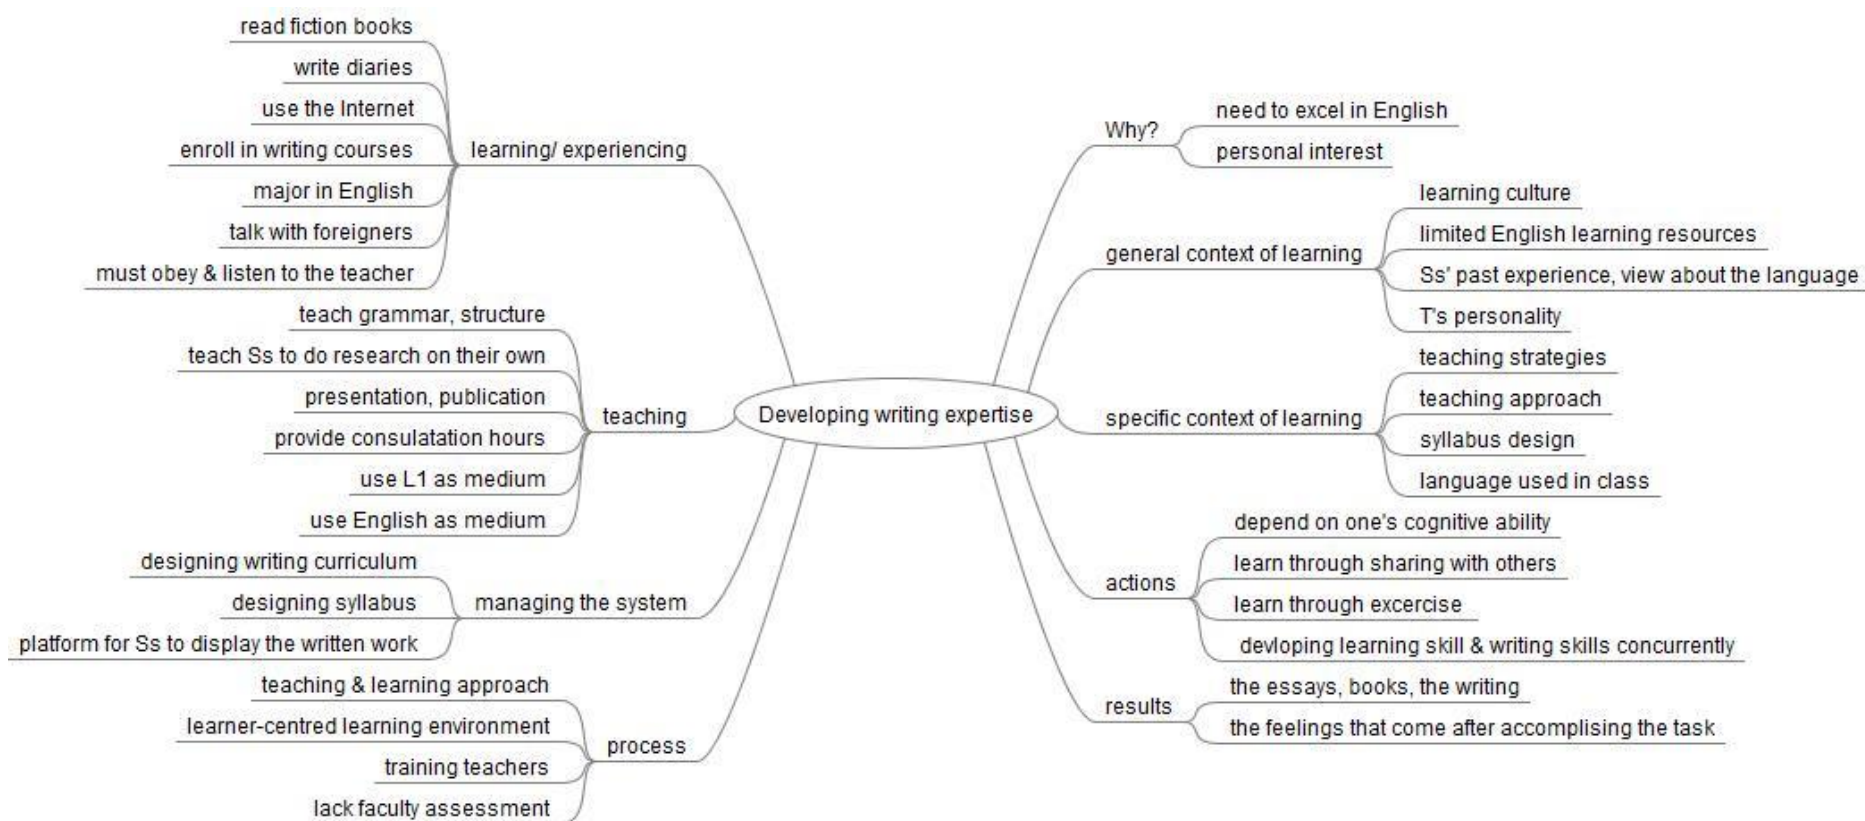 read fiction books
write diaries
use the Internet
enroll in writing courses
major in English
talk with foreigners
must obey & listen to the teacher
learning/ experiencing
teach grammar, structure
teach Ss to do research on their own
presentation, publication
provide consulatation hours
use L1 as medium
use English as medium
teaching
designing writing curriculum
designing syllabus
platform for Ss to display the written work
managing the system
teaching & learning approach
learner-centred learning environment
training teachers
lack faculty assessment
process
Developing writing expertise
Why?
need to excel in English
personal interest
general context of learning
learning culture
limited English learning resources
Ss' past experience, view about the language
T's personality
specific context of learning
teaching strategies
teaching approach
syllabus design
language used in class
actions
depend on one's cognitive ability
learn through sharing with others
learn through excercise
devloping learning skill & writing skills concurrently
results
the essays, books, the writing
the feelings that come after accomplising the task